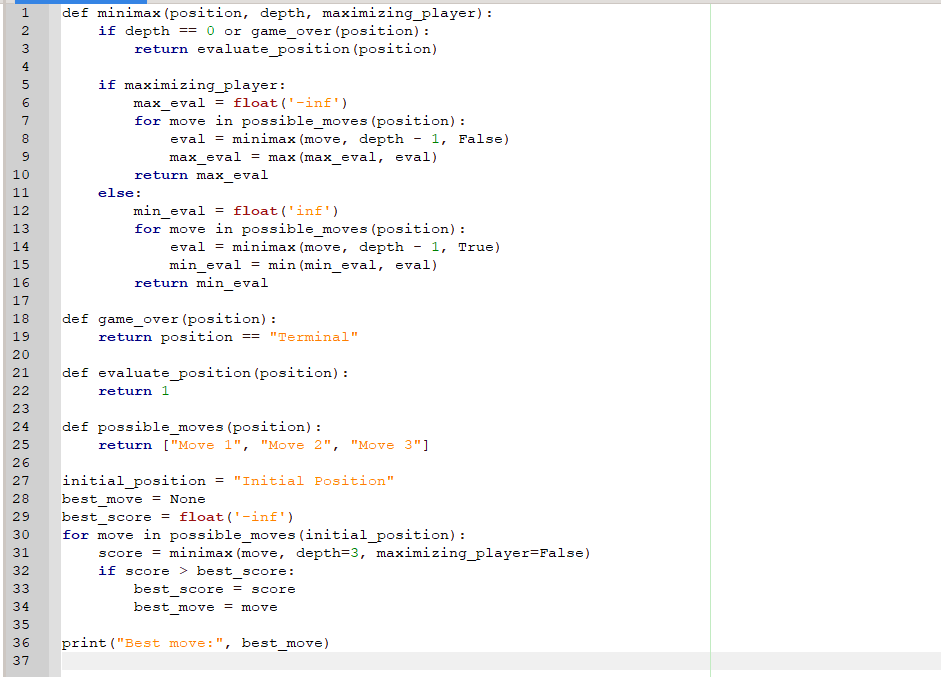 1 def minimax(position, depth, maximizing_player):
2     if depth == 0 or game_over(position):
3         return evaluate_position(position)
4
5     if maximizing_player:
6         max_eval = float('-inf')
7         for move in possible_moves(position):
8             eval = minimax(move, depth - 1, False)
9             max_eval = max(max_eval, eval)
10         return max_eval
11     else:
12         min_eval = float('inf')
13         for move in possible_moves(position):
14             eval = minimax(move, depth - 1, True)
15             min_eval = min(min_eval, eval)
16         return min_eval
17
18 def game_over(position):
19     return position == "Terminal"
20
21 def evaluate_position(position):
22     return 1
23
24 def possible_moves(position):
25     return ["Move 1", "Move 2", "Move 3"]
26
27 initial_position = "Initial Position"
28 best_move = None
29 best_score = float('-inf')
30 for move in possible_moves(initial_position):
31     score = minimax(move, depth=3, maximizing_player=False)
32     if score > best_score:
33         best_score = score
34         best_move = move
35
36 print("Best move:", best_move)
37